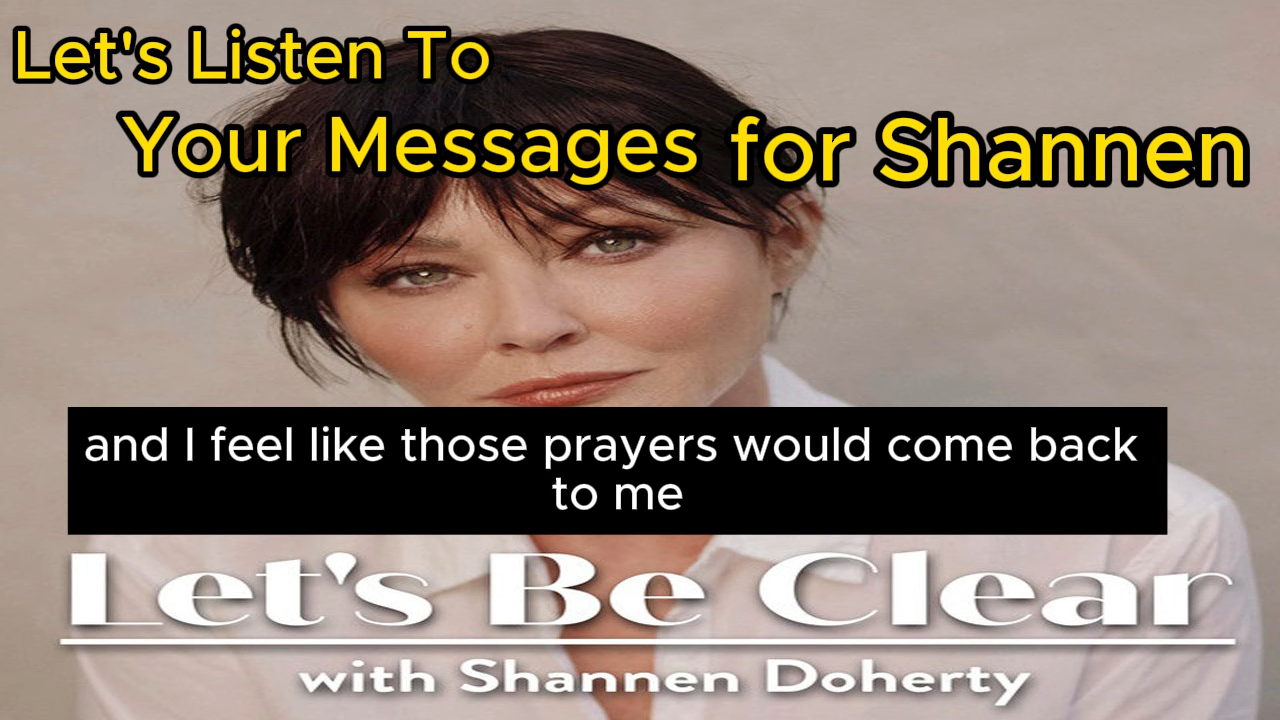 Let's Listen To
Your Messages for Shannen
and I feel like those prayers would come back
to me
Let's Be Clear
with Shannen Doherty